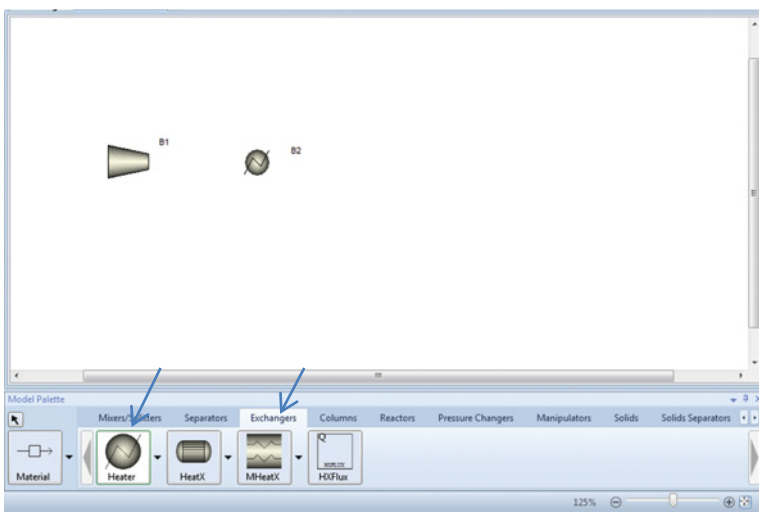 B1
B2
Model Palette
Mixers/Splitters Separators Exchangers Columns Reactors Pressure Changers Manipulators Solids Solids Separators
Q
HXFLUX
Material Heater HeatX MHeatX HXFlux
125%